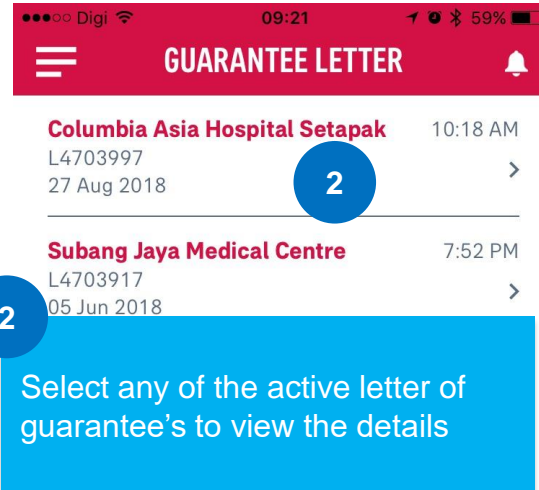 Digi 09:21 59%
GUARANTEE LETTER
Columbia Asia Hospital Setapak 10:18 AM
L4703997
27 Aug 2018
2
Subang Jaya Medical Centre 7:52 PM
L4703917
05 Jun 2018
2
Select any of the active letter of
guarantee's to view the details